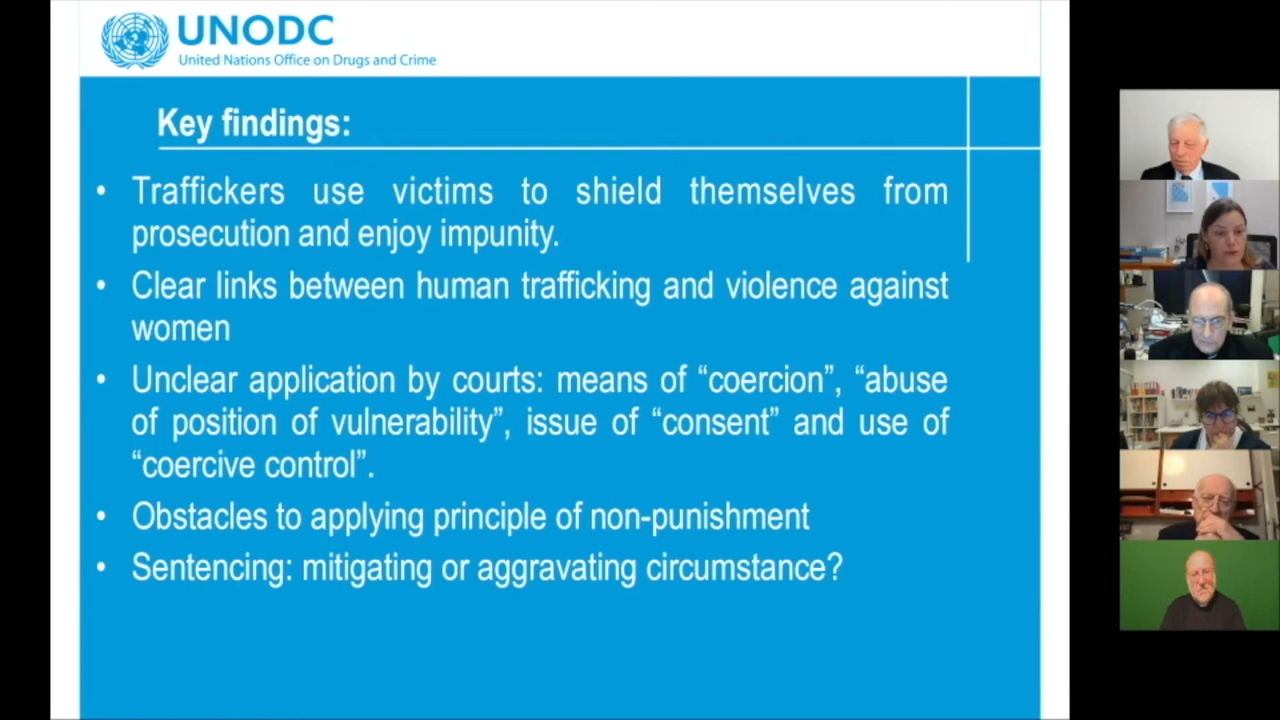 UNODC
United Nations Office on Drugs and Crime
Key findings:
• Traffickers use victims to shield themselves from
prosecution and enjoy impunity.
• Clear links between human trafficking and violence against
women
• Unclear application by courts: means of “coercion”, “abuse
of position of vulnerability”, issue of “consent” and use of
“coercive control”.
• Obstacles to applying principle of non-punishment
• Sentencing: mitigating or aggravating circumstance?